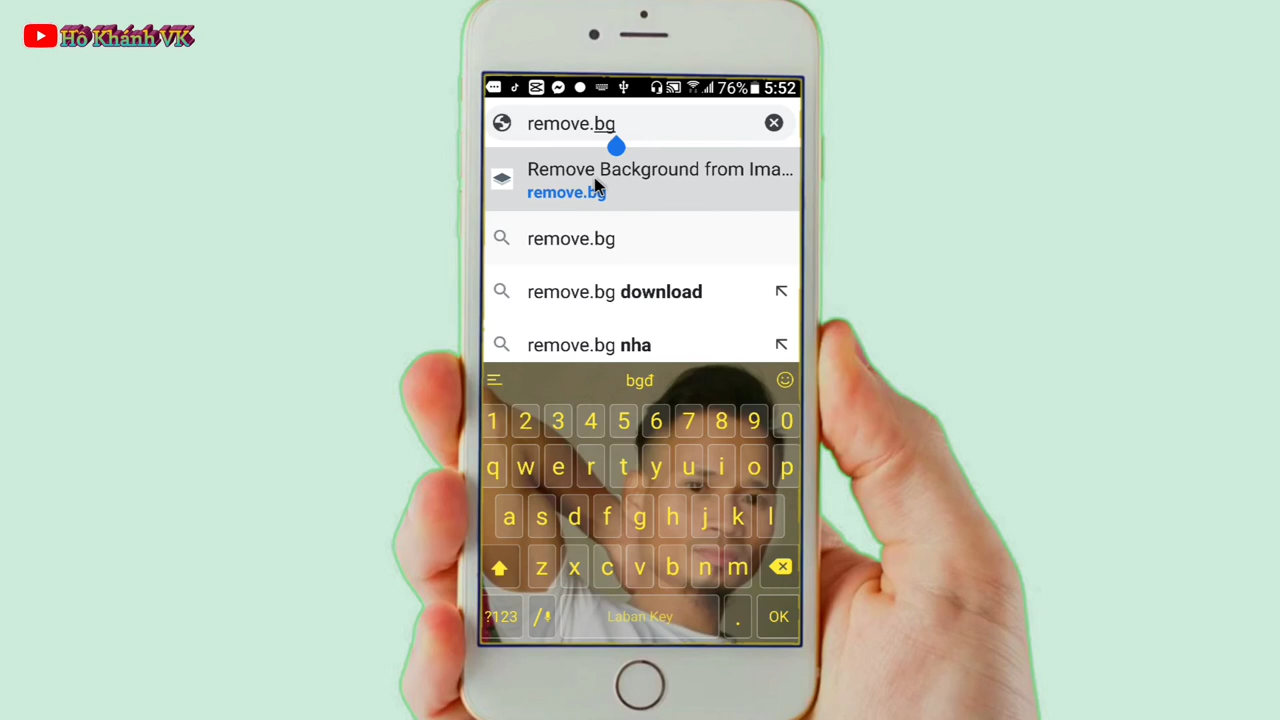 Hồ Khánh VK
76% 5:52
remove.bg
Remove Background from Ima...
remove.bg
remove.bg
remove.bg download
remove.bg nha
bgđ
1 2 3 4 5 6 7 8 9 0
q w e r t y u i o p
a s d f g h j k l
z x c v b n m
?123 / Laban Key . OK